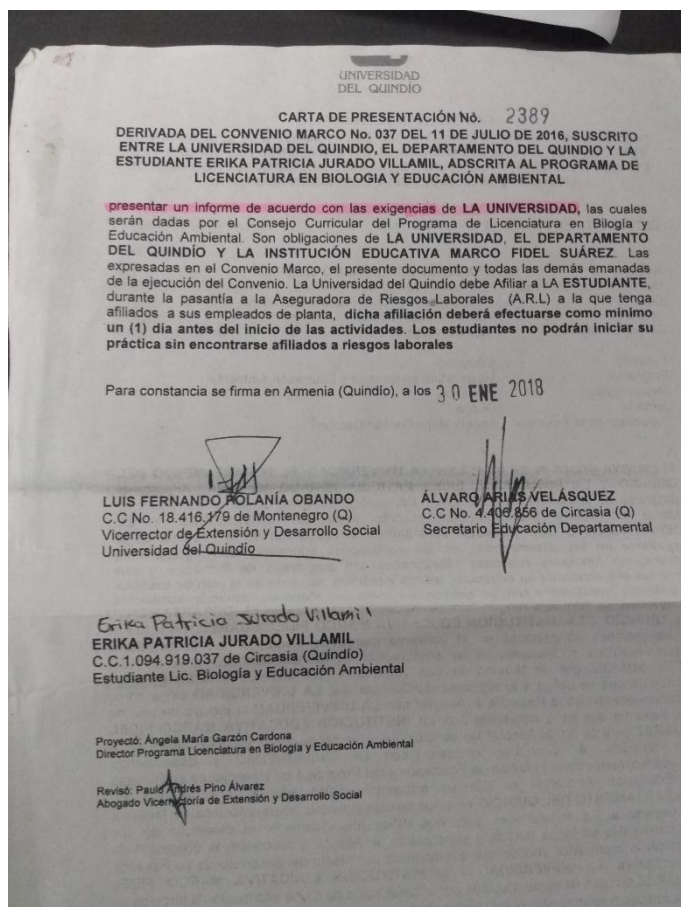 UNIVERSIDAD
DEL QUINDÍO
CARTA DE PRESENTACIÓN No. 2389
DERIVADA DEL CONVENIO MARCO No. 037 DEL 11 DE JULIO DE 2016, SUSCRITO
ENTRE LA UNIVERSIDAD DEL QUINDIO, EL DEPARTAMENTO DEL QUINDIO Y LA
ESTUDIANTE ERIKA PATRICIA JURADO VILLAMIL, ADSCRITA AL PROGRAMA DE
LICENCIATURA EN BIOLOGIA Y EDUCACIÓN AMBIENTAL
presentar un informe de acuerdo con las exigencias de LA UNIVERSIDAD, las cuales
serán dadas por el Consejo Curricular del Programa de Licenciatura en Bilogía y
Educación Ambiental. Son obligaciones de LA UNIVERSIDAD, EL DEPARTAMENTO
DEL QUINDÍO Y LA INSTITUCIÓN EDUCATIVA MARCO FIDEL SUÁREZ. Las
expresadas en el Convenio Marco, el presente documento y todas las demás emanadas
de la ejecución del Convenio. La Universidad del Quindío debe Afiliar a LA ESTUDIANTE,
durante la pasantía a la Aseguradora de Riesgos Laborales (A.R.L) a la que tenga
afiliados a sus empleados de planta, dicha afiliación deberá efectuarse como mínimo
un (1) día antes del inicio de las actividades. Los estudiantes no podrán iniciar su
práctica sin encontrarse afiliados a riesgos laborales
Para constancia se firma en Armenia (Quindío), a los 30 ENE 2018
LUIS FERNANDO POLANÍA OBANDO
C.C No. 18.416.179 de Montenegro (Q)
Vicerrector de Extensión y Desarrollo Social
Universidad del Quindío
ÁLVARO ARIAS VELÁSQUEZ
C.C No. 4.406.856 de Circasia (Q)
Secretario Educación Departamental
Erika Patricia Jurado Villamil
ERIKA PATRICIA JURADO VILLAMIL
C.C.1.094.919.037 de Circasia (Quindío)
Estudiante Lic. Biología y Educación Ambiental
Proyectó: Ángela María Garzón Cardona
Director Programa Licenciatura en Biología y Educación Ambiental
Revisó: Paulo Andrés Pino Álvarez
Abogado Vicerrectoría de Extensión y Desarrollo Social